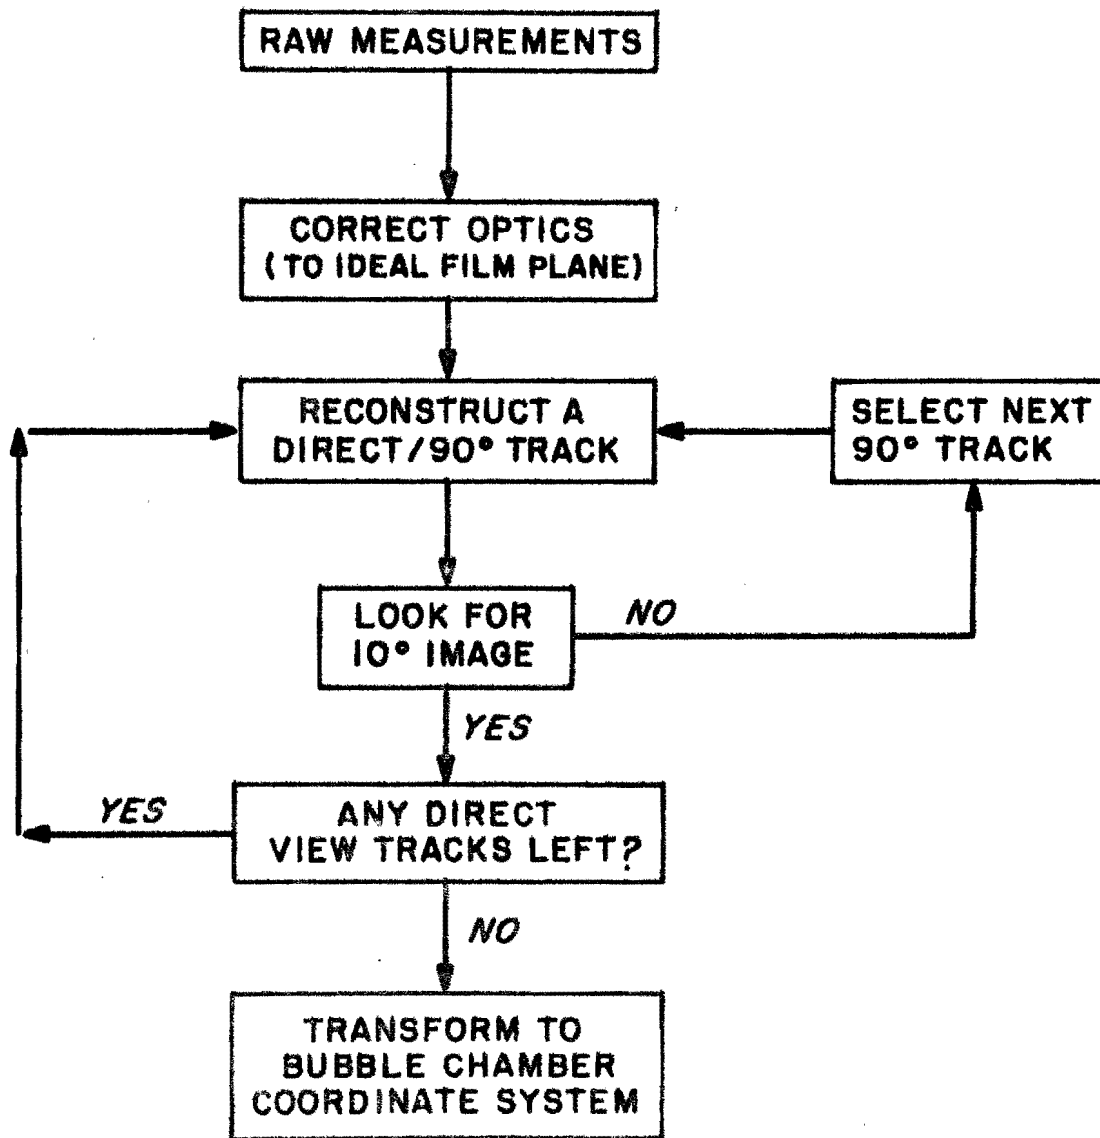 RAW MEASUREMENTS
CORRECT OPTICS
(TO IDEAL FILM PLANE)
RECONSTRUCT A
DIRECT/90° TRACK
SELECT NEXT
90° TRACK
LOOK FOR
10° IMAGE
NO
YES
ANY DIRECT
VIEW TRACKS LEFT?
YES
NO
TRANSFORM TO
BUBBLE CHAMBER
COORDINATE SYSTEM